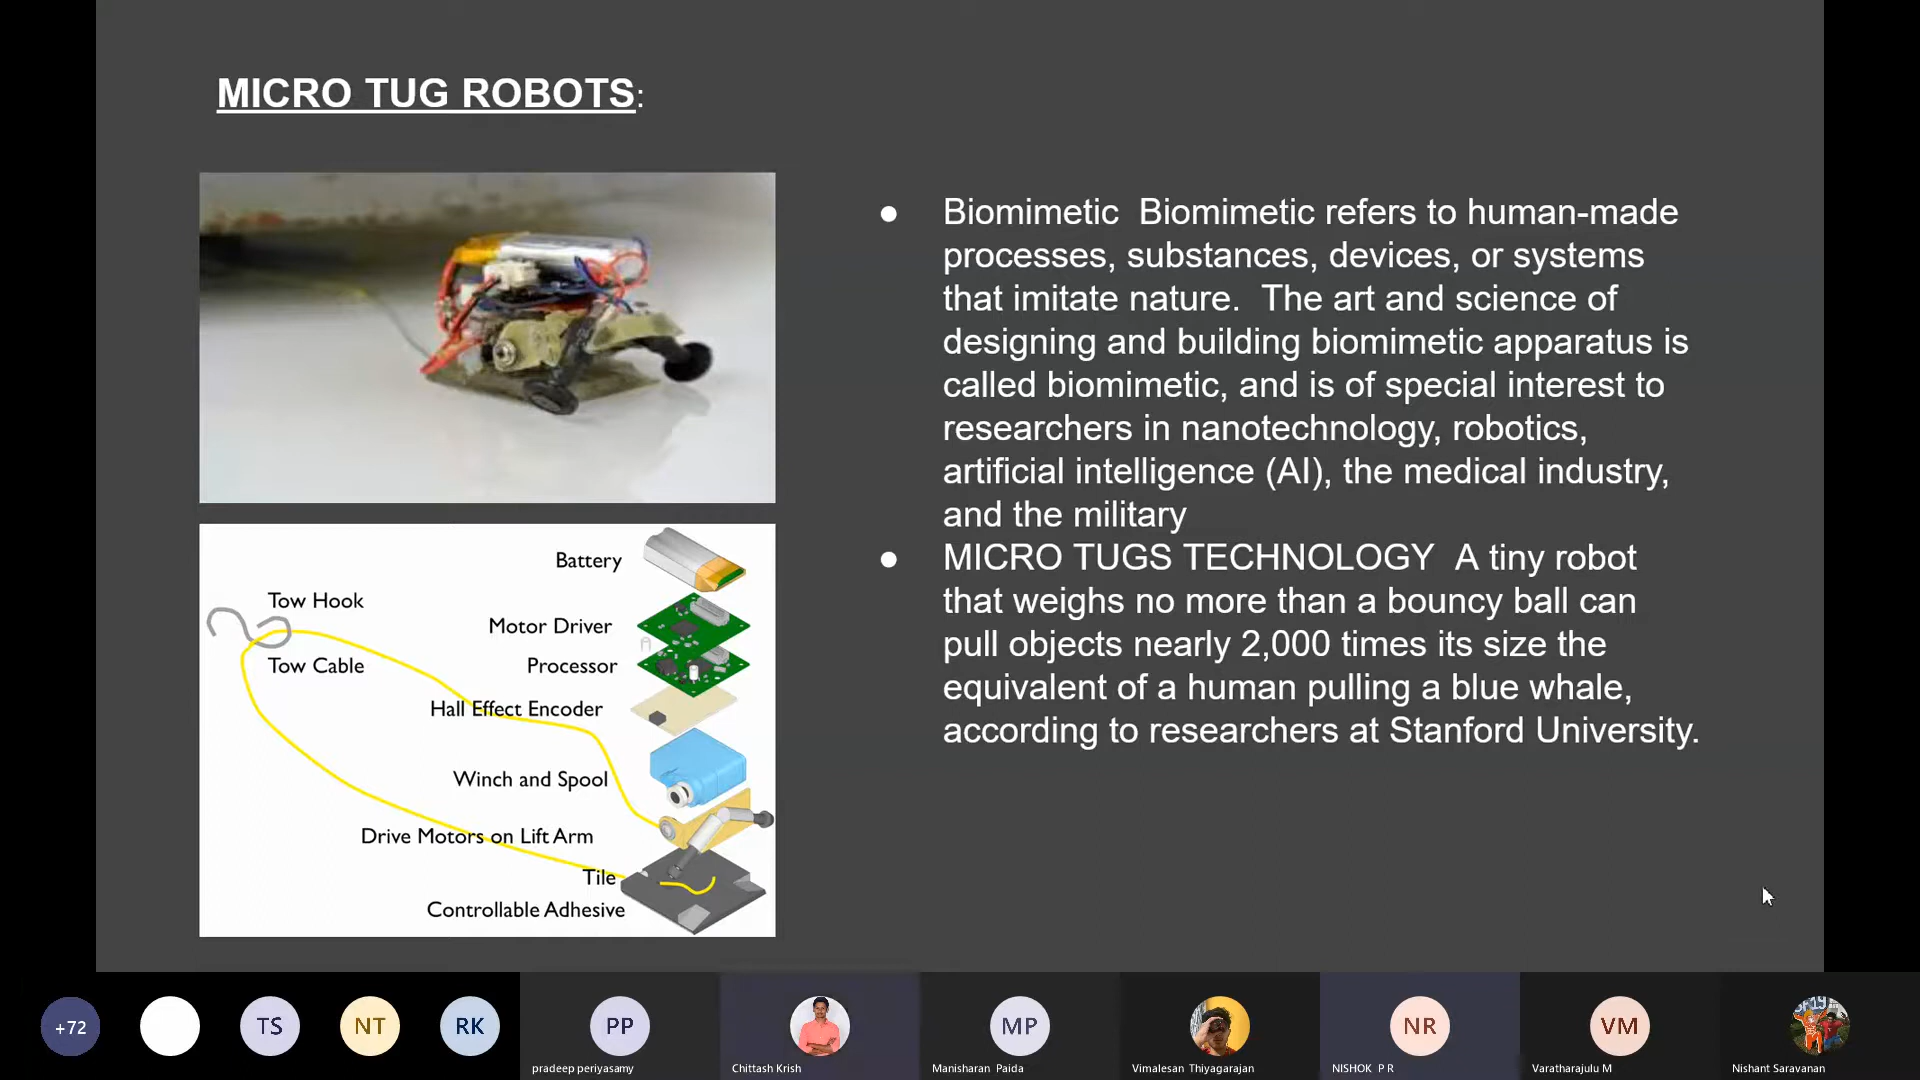 MICRO TUG ROBOTS:
● Biomimetic  Biomimetic refers to human-made
processes, substances, devices, or systems
that imitate nature.  The art and science of
designing and building biomimetic apparatus is
called biomimetic, and is of special interest to
researchers in nanotechnology, robotics,
artificial intelligence (AI), the medical industry,
and the military
● MICRO TUGS TECHNOLOGY  A tiny robot
that weighs no more than a bouncy ball can
pull objects nearly 2,000 times its size the
equivalent of a human pulling a blue whale,
according to researchers at Stanford University.
Battery
Tow Hook
Motor Driver
Tow Cable
Processor
Hall Effect Encoder
Winch and Spool
Drive Motors on Lift Arm
Tile
Controllable Adhesive
+72
TS
NT
RK
PP
MP
NR
VM
pradeep periyasamy
Chittash Krish
Manisharan Paida
Vimalesan Thiyagarajan
NISHOK P R
Varatharajulu M
Nishant Saravanan